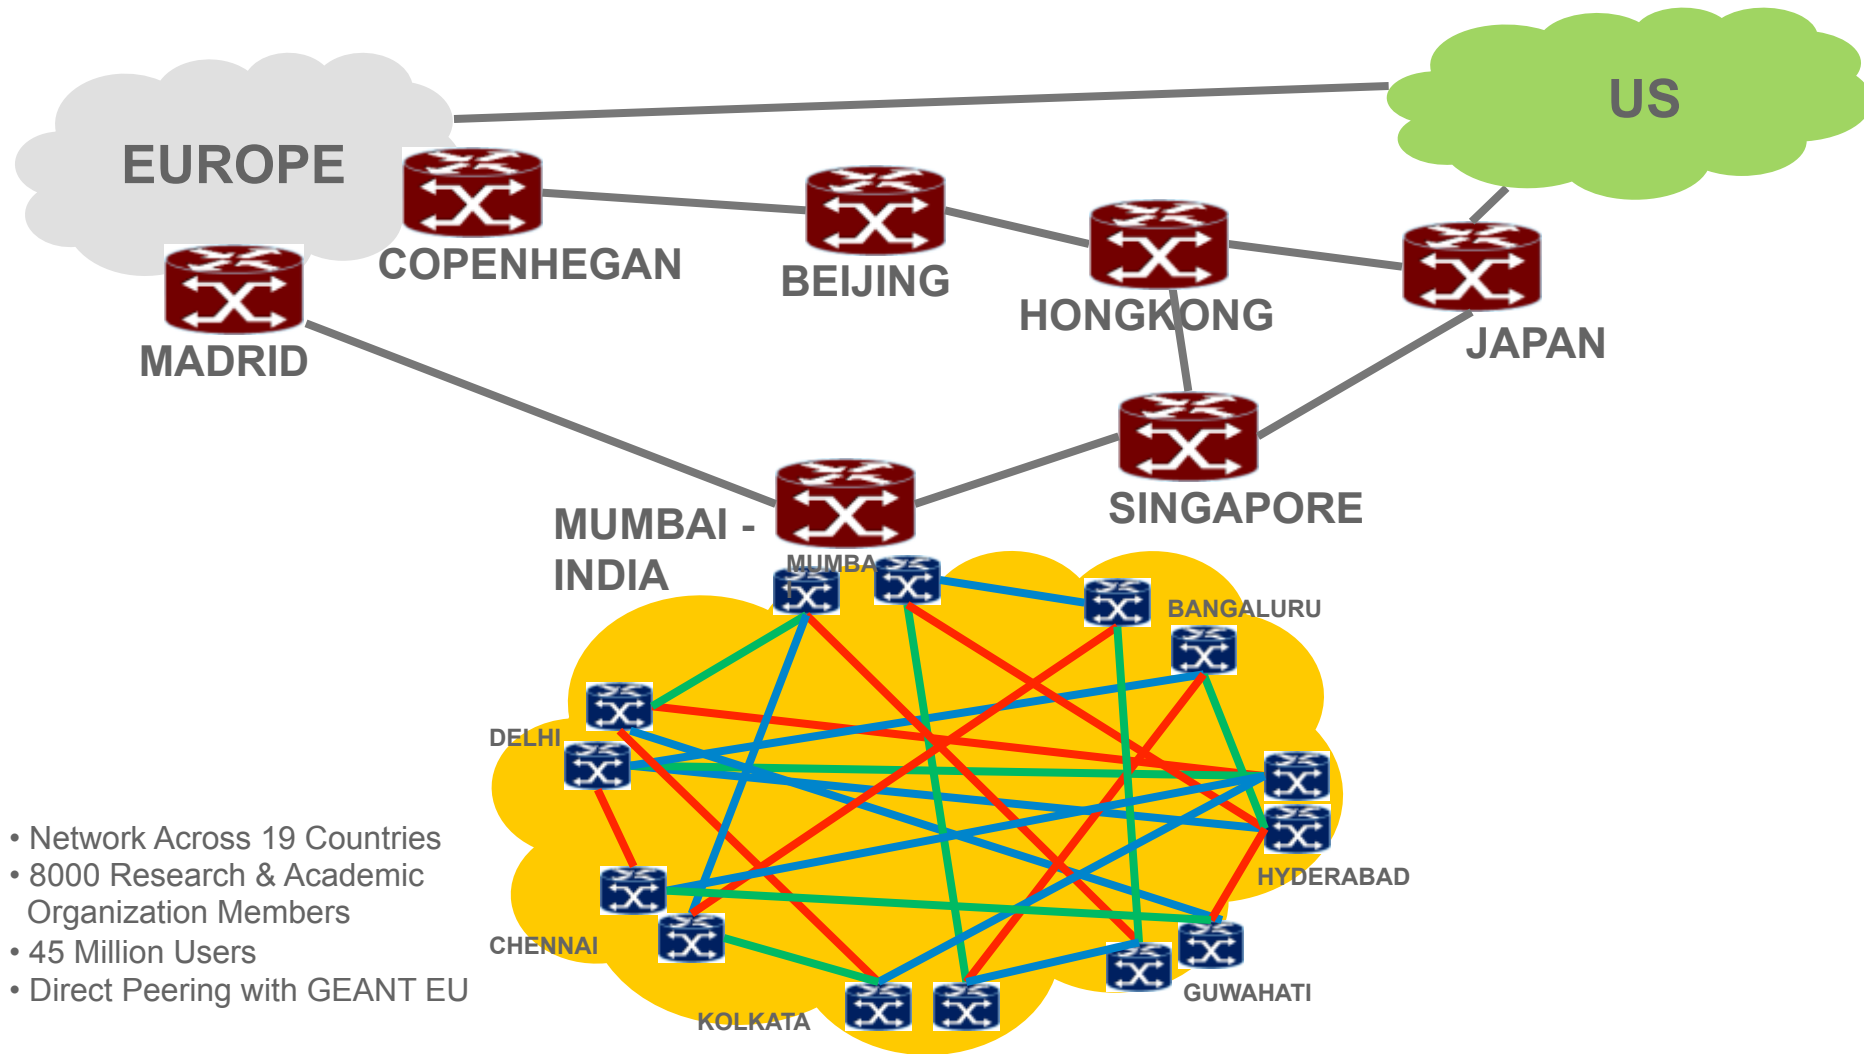 US
EUROPE
COPENHEGAN
BEIJING
HONGKONG
JAPAN
MADRID
SINGAPORE
MUMBAI -
INDIA
MUMBA
I
BANGALURU
DELHI
HYDERABAD
CHENNAI
GUWAHATI
KOLKATA
• Network Across 19 Countries
• 8000 Research & Academic
Organization Members
• 45 Million Users
• Direct Peering with GEANT EU